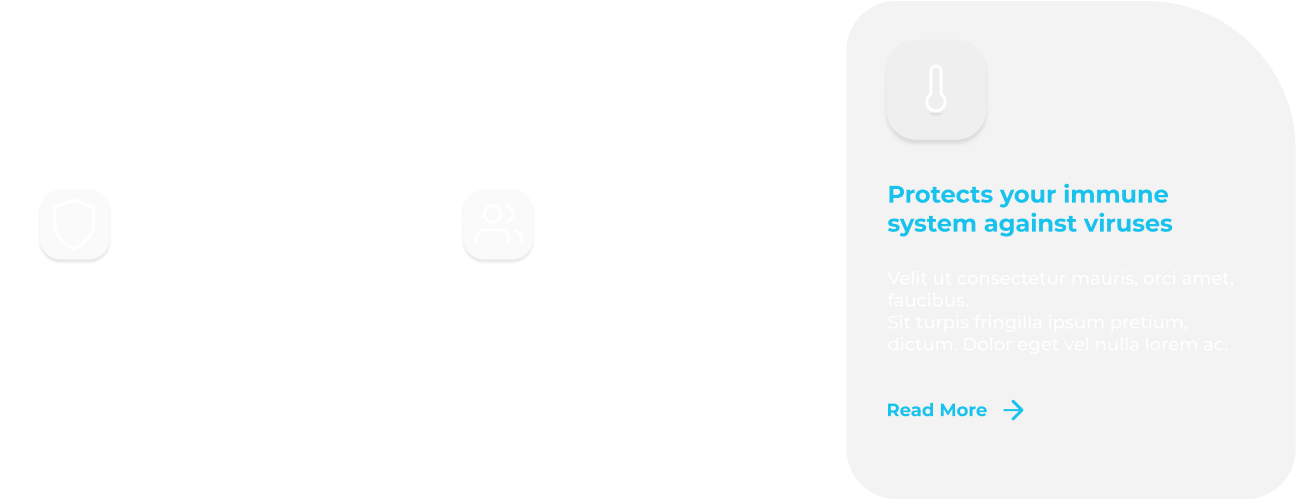 Protects your immune
system against viruses
Velit ut consectetur mauris, orci amet,
faucibus.
Sit turpis fringilla ipsum pretium,
dictum. Dolor eget vel nulla lorem ac.
Read More